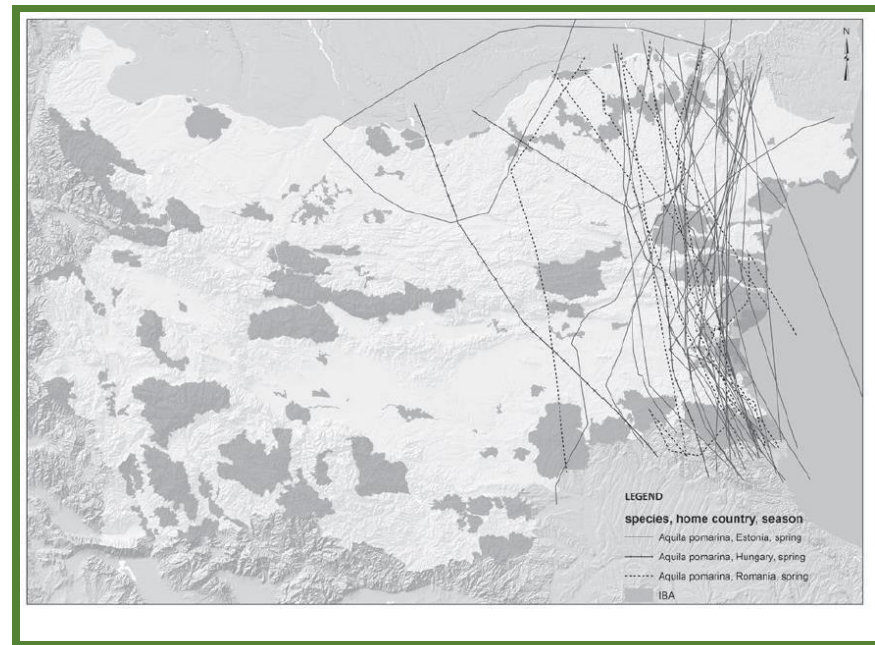 N
LEGEND
species, home country, season
Aquila pomarina, Estonia, spring
Aquila pomarina, Hungary, spring
Aquila pomarina, Romania, spring
IBA